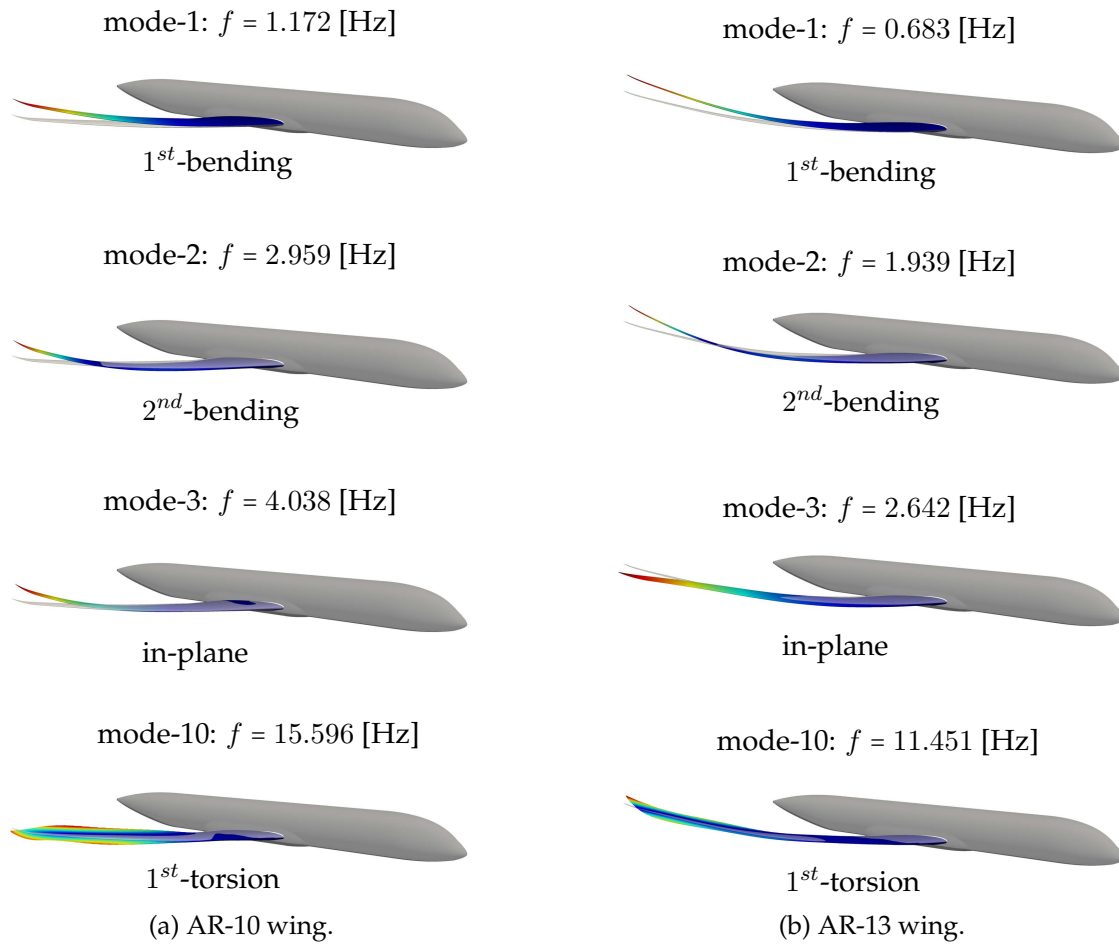 mode-1: f = 1.172 [Hz]
1st-bending
mode-2: f = 2.959 [Hz]
2nd-bending
mode-3: f = 4.038 [Hz]
in-plane
mode-10: f = 15.596 [Hz]
1st-torsion
(a) AR-10 wing.
mode-1: f = 0.683 [Hz]
1st-bending
mode-2: f = 1.939 [Hz]
2nd-bending
mode-3: f = 2.642 [Hz]
in-plane
mode-10: f = 11.451 [Hz]
1st-torsion
(b) AR-13 wing.